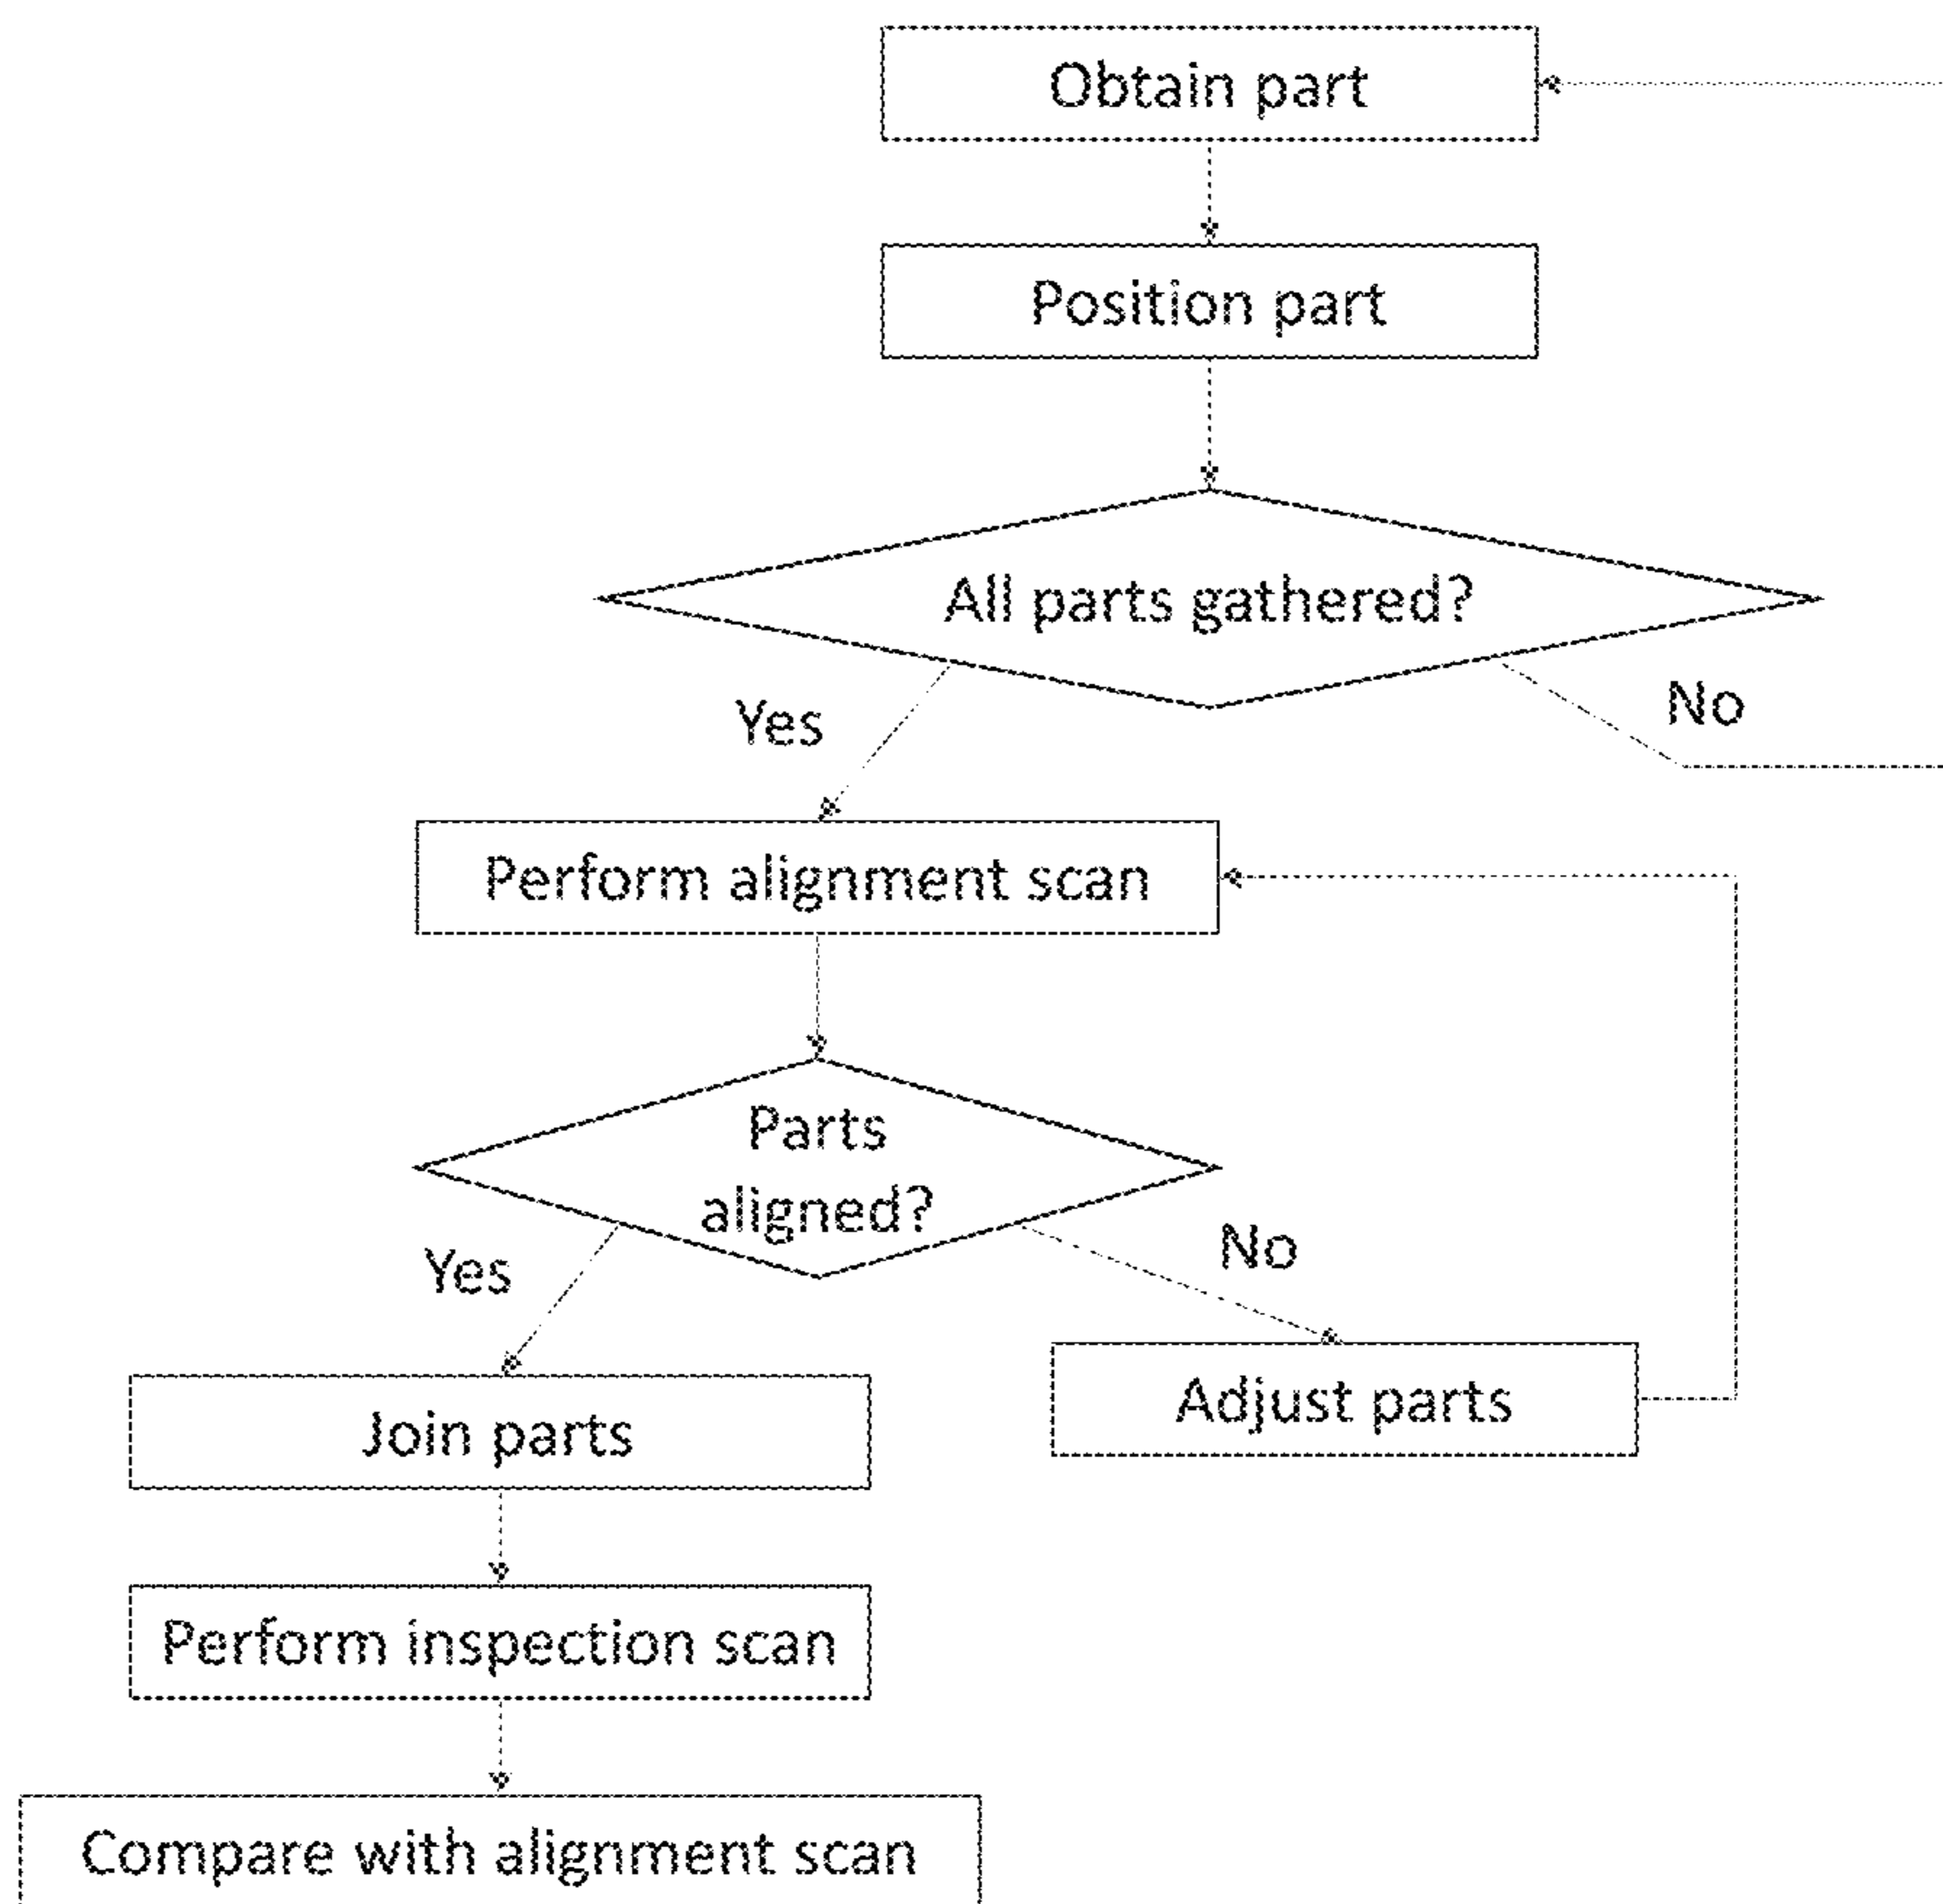 Obtain part
Position part
All parts gathered?
Yes
No
Perform alignment scan
Parts
aligned?
Yes
No
Adjust parts
Join parts
Perform inspection scan
Compare with alignment scan